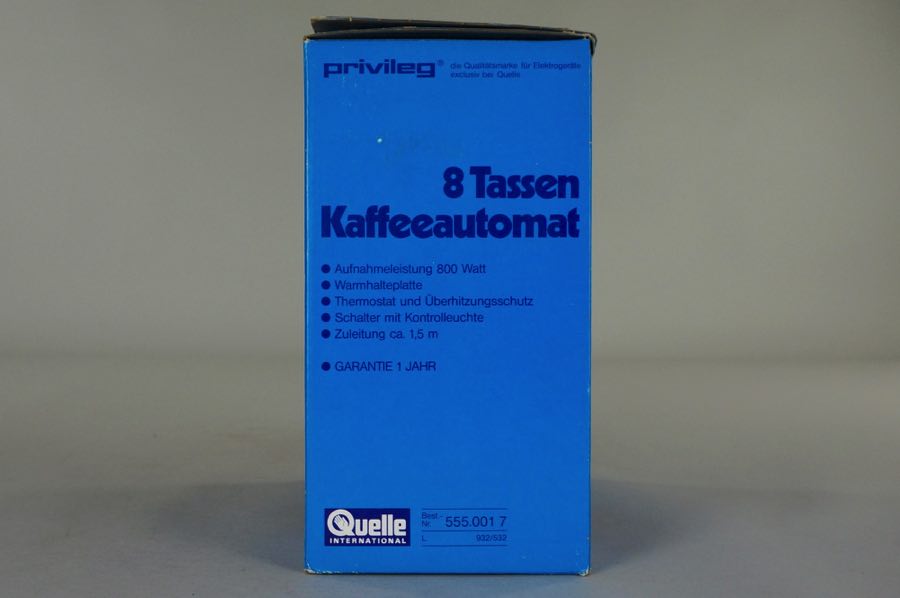 privileg® die Qualitätsmarke für Elektrogeräte
exclusiv bei Quelle
8 Tassen
Kaffeeautomat
● Aufnahmeleistung 800 Watt
● Warmhalteplatte
● Thermostat und Überhitzungsschutz
● Schalter mit Kontrolleuchte
● Zuleitung ca. 1,5 m
● GARANTIE 1 JAHR
Quelle
INTERNATIONAL
Best.-
Nr. 555.001 7
L 932/532